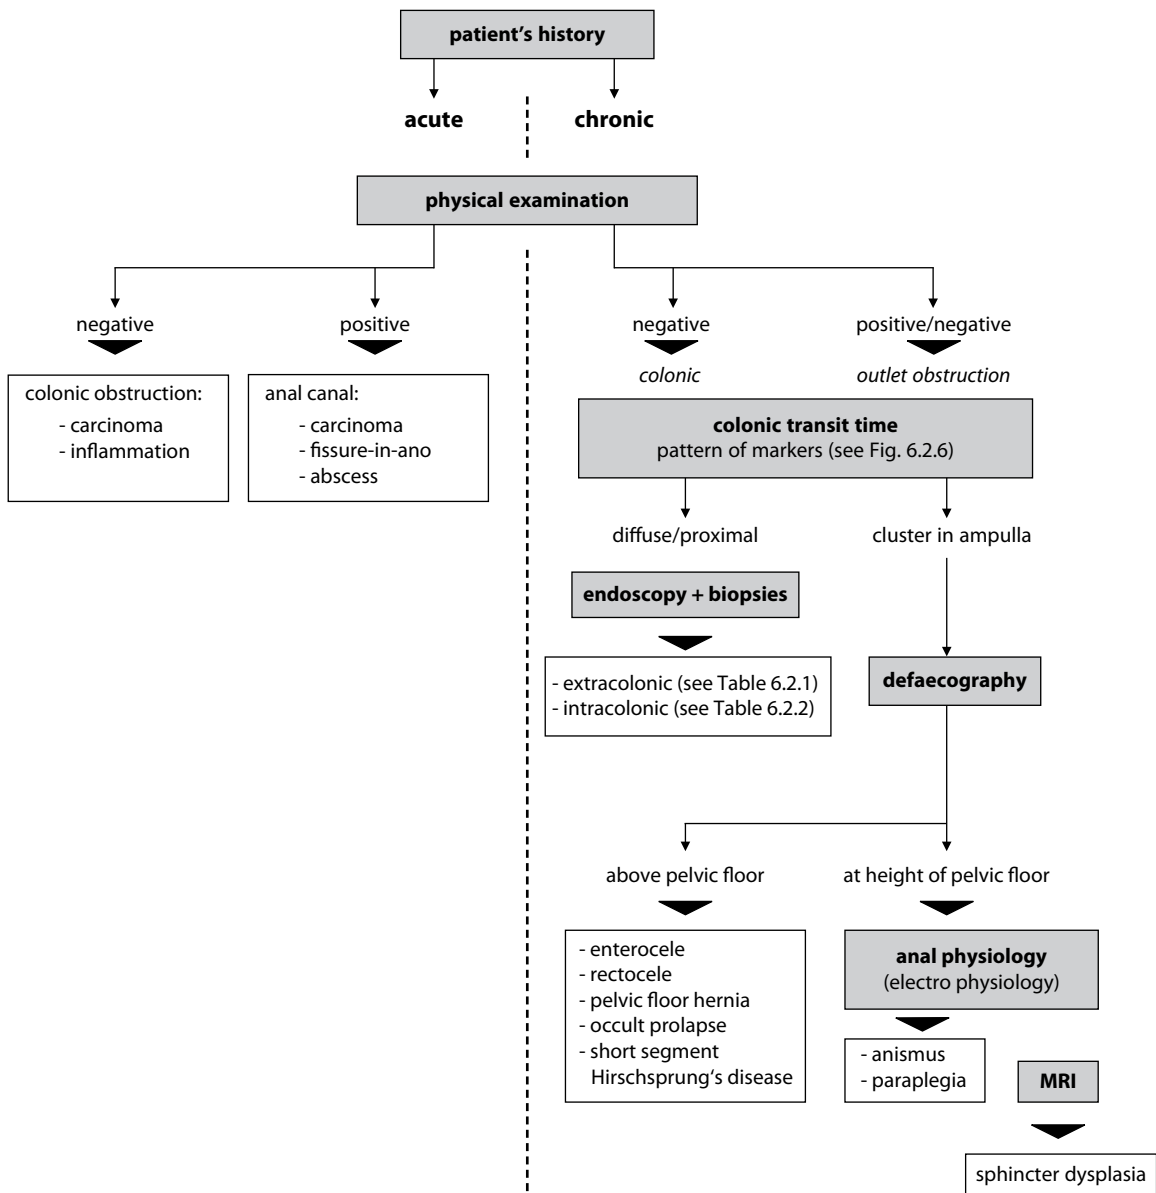 patient's history
acute
chronic
physical examination
negative
positive
negative
positive/negative
colonic
outlet obstruction
colonic obstruction:
- carcinoma
- inflammation
anal canal:
- carcinoma
- fissure-in-ano
- abscess
colonic transit time
pattern of markers (see Fig. 6.2.6)
diffuse/proximal
cluster in ampulla
endoscopy + biopsies
- extracolonic (see Table 6.2.1)
- intracolonic (see Table 6.2.2)
defaecography
above pelvic floor
at height of pelvic floor
- enterocele
- rectocele
- pelvic floor hernia
- occult prolapse
- short segment
Hirschsprung‘s disease
anal physiology
(electro physiology)
- anismus
- paraplegia
MRI
sphincter dysplasia